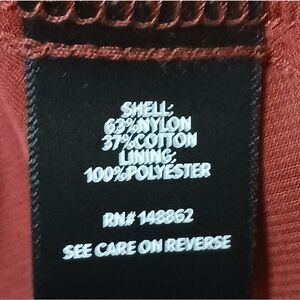 SHELL:
63%NYLON
37%COTTON
LINING:
100%POLYESTER
RN# 148862
SEE CARE ON REVERSE